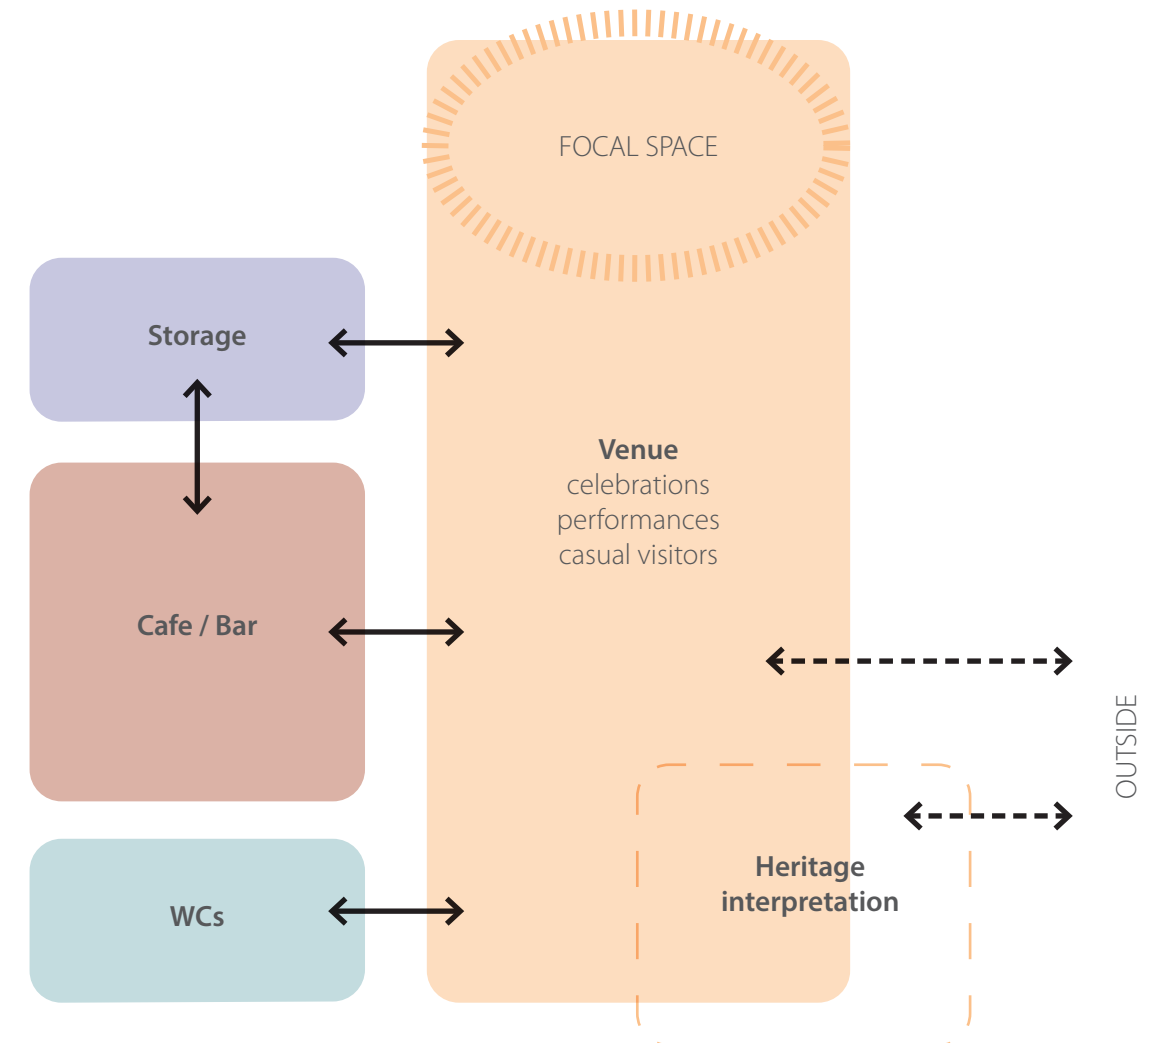 FOCAL SPACE
Storage
Venue
celebrations
performances
casual visitors
Cafe / Bar
OUTSIDE
Heritage
interpretation
WCs